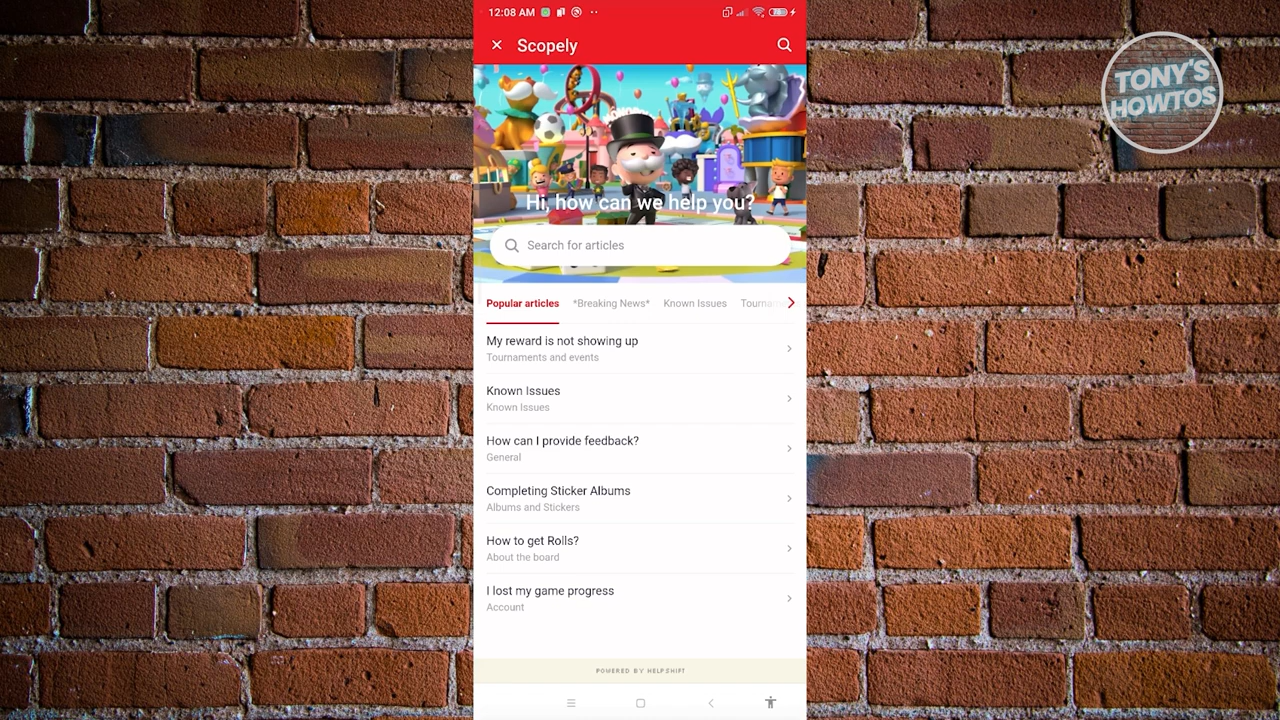 12:08 AM
Scopely
Hi, how can we help you?
Search for articles
Popular articles
*Breaking News*
Known Issues
My reward is not showing up
Tournaments and events
Known Issues
Known Issues
How can I provide feedback?
General
Completing Sticker Albums
Albums and Stickers
How to get Rolls?
About the board
I lost my game progress
Account
POWERED BY HELPSHIFT
TONY'S
HOWTOS